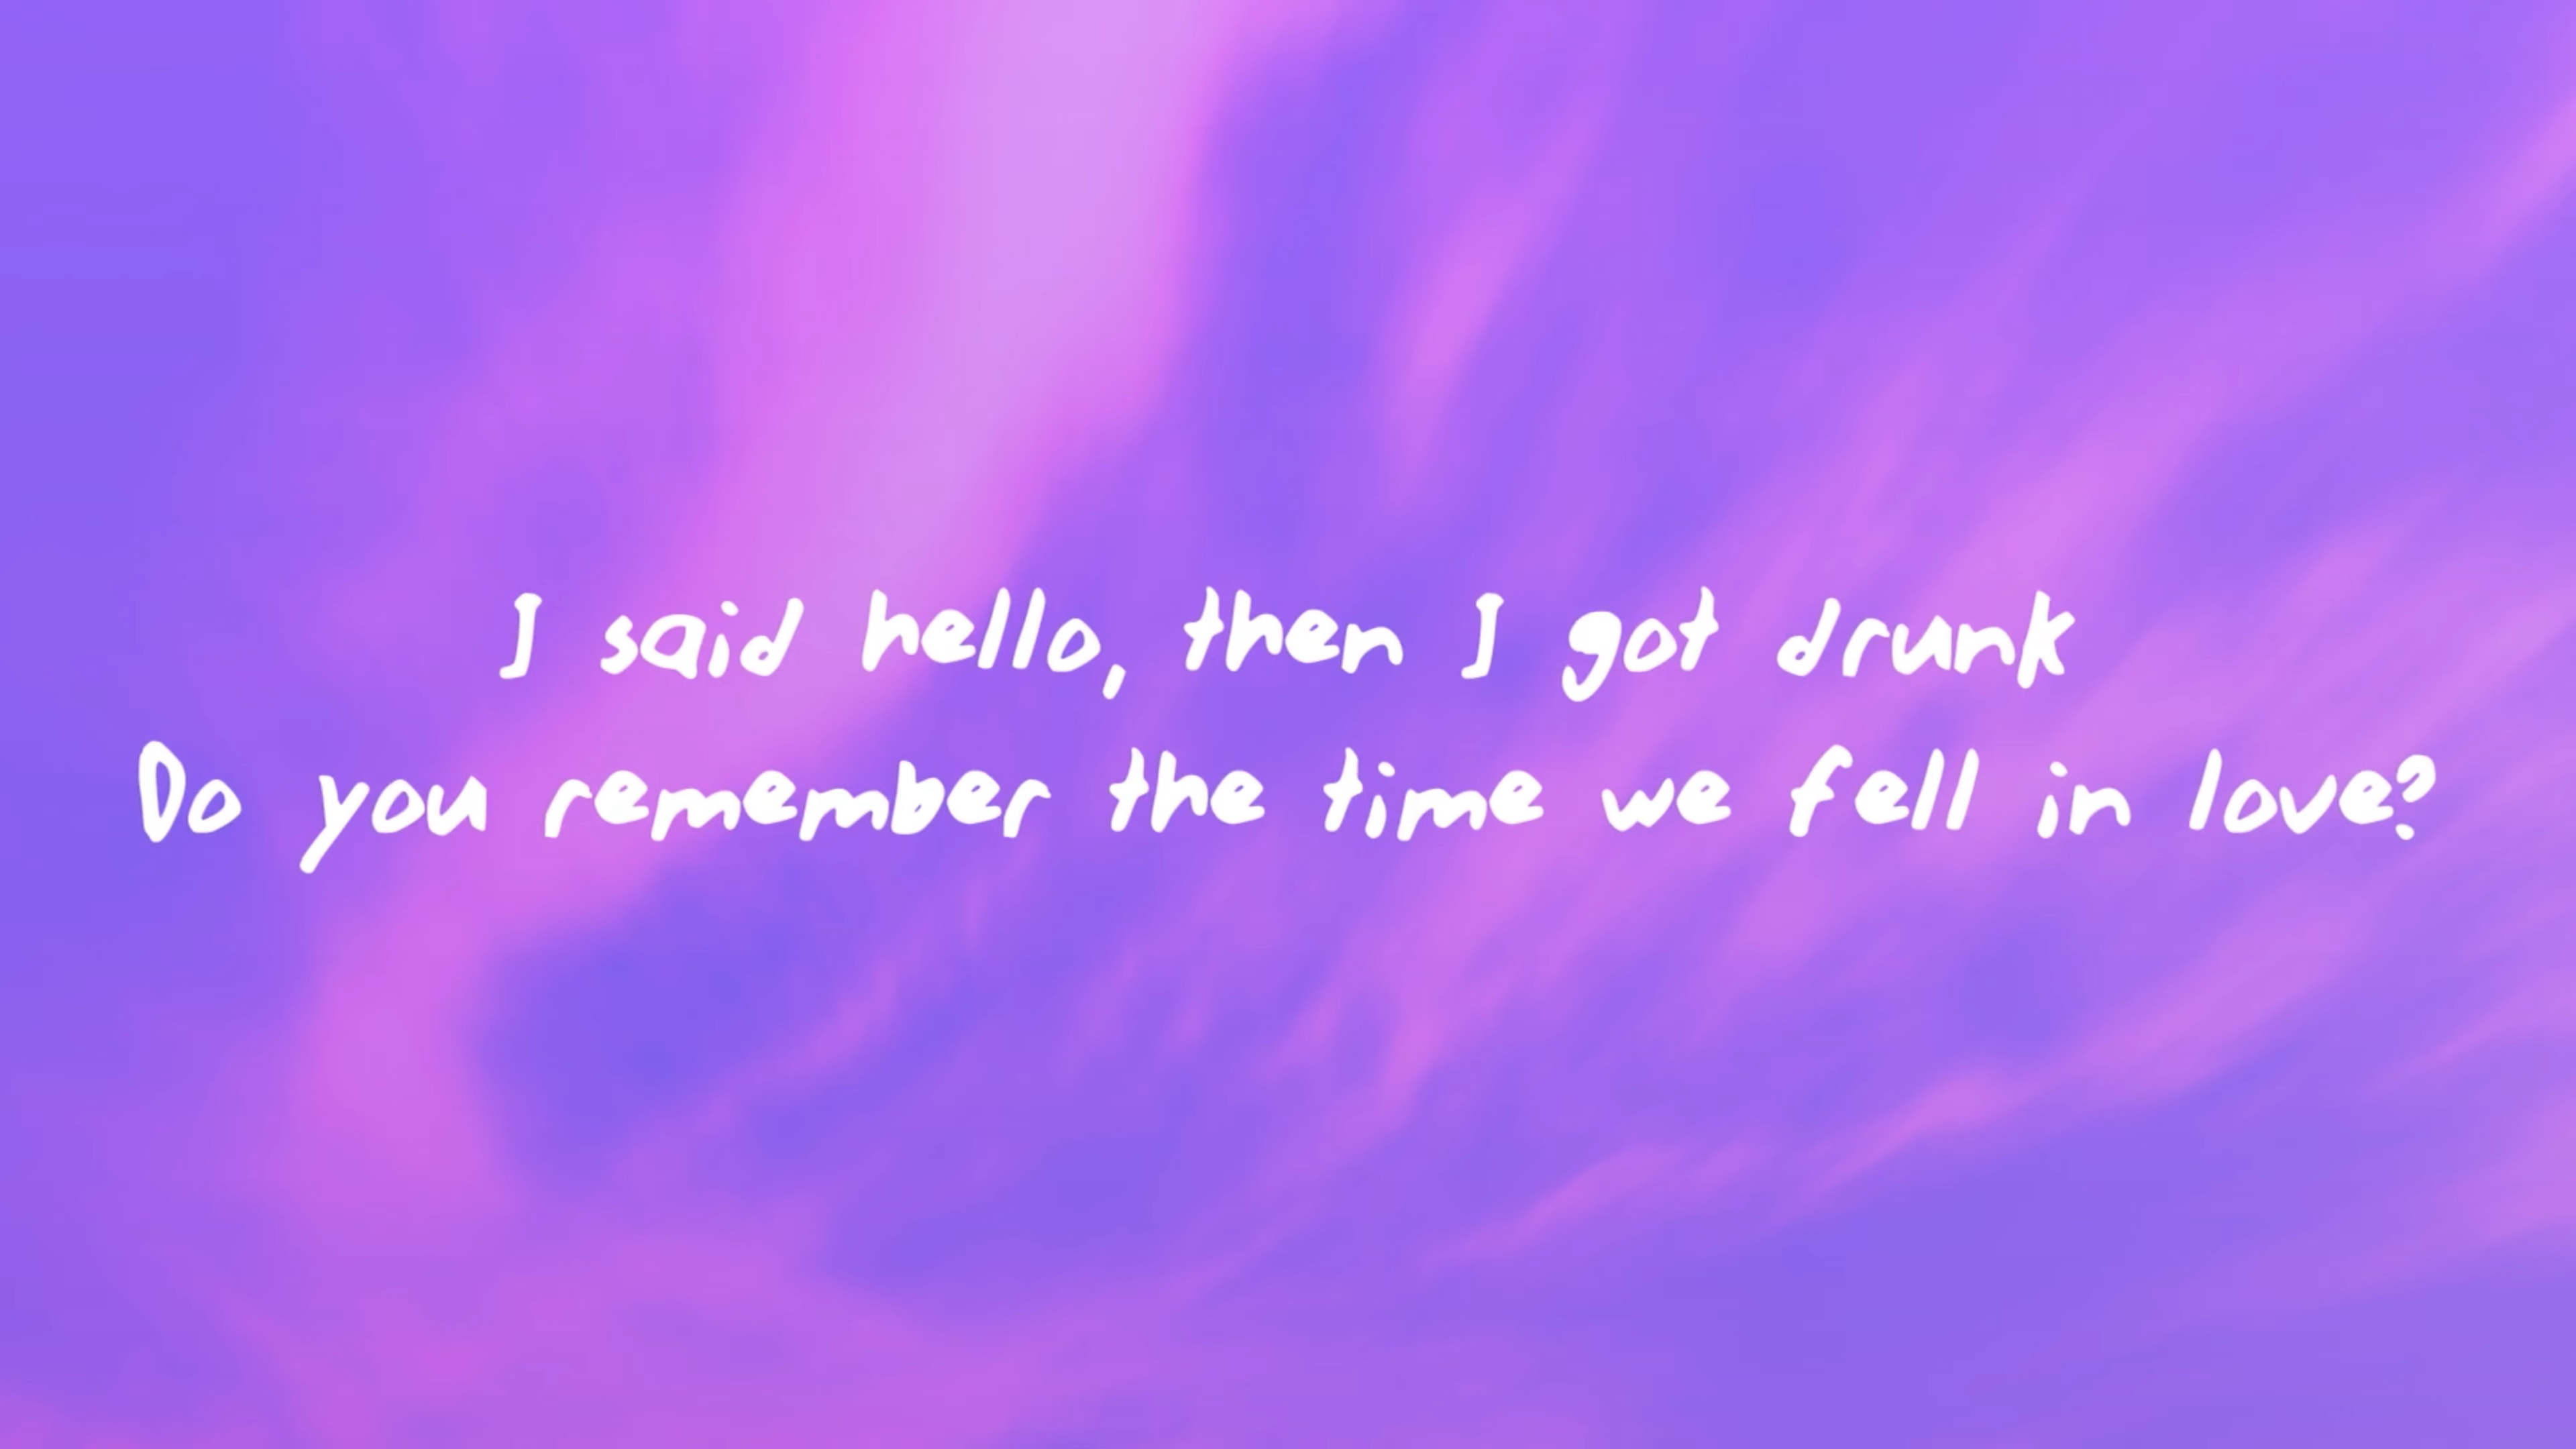 I said hello, then I got drunk
Do you remember the time we fell in love?